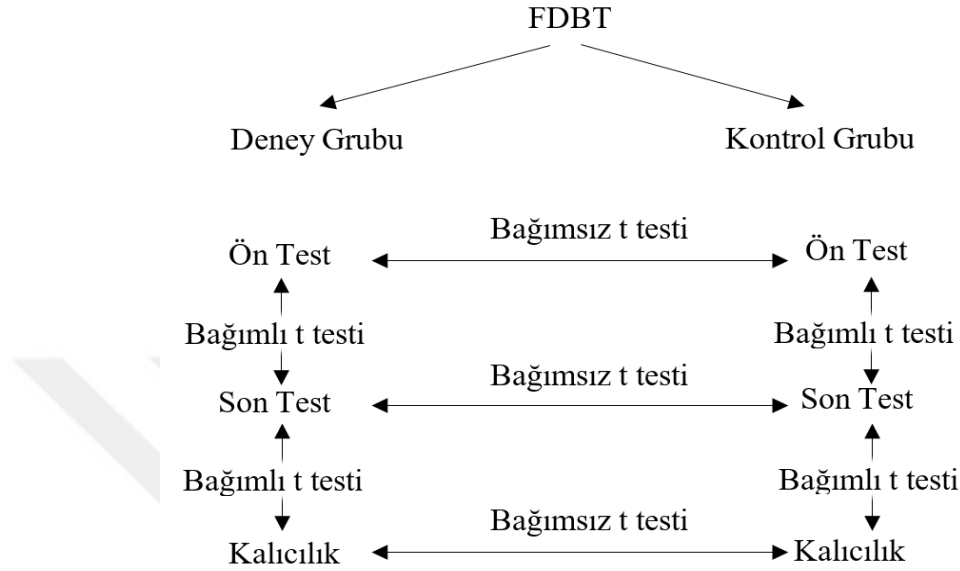 FDBT
Deney Grubu
Kontrol Grubu
Bağımsız t testi
Ön Test
Ön Test
Bağımlı t testi
Bağımlı t testi
Bağımsız t testi
Son Test
Son Test
Bağımlı t testi
Bağımlı t testi
Bağımsız t testi
Kalıcılık
Kalıcılık